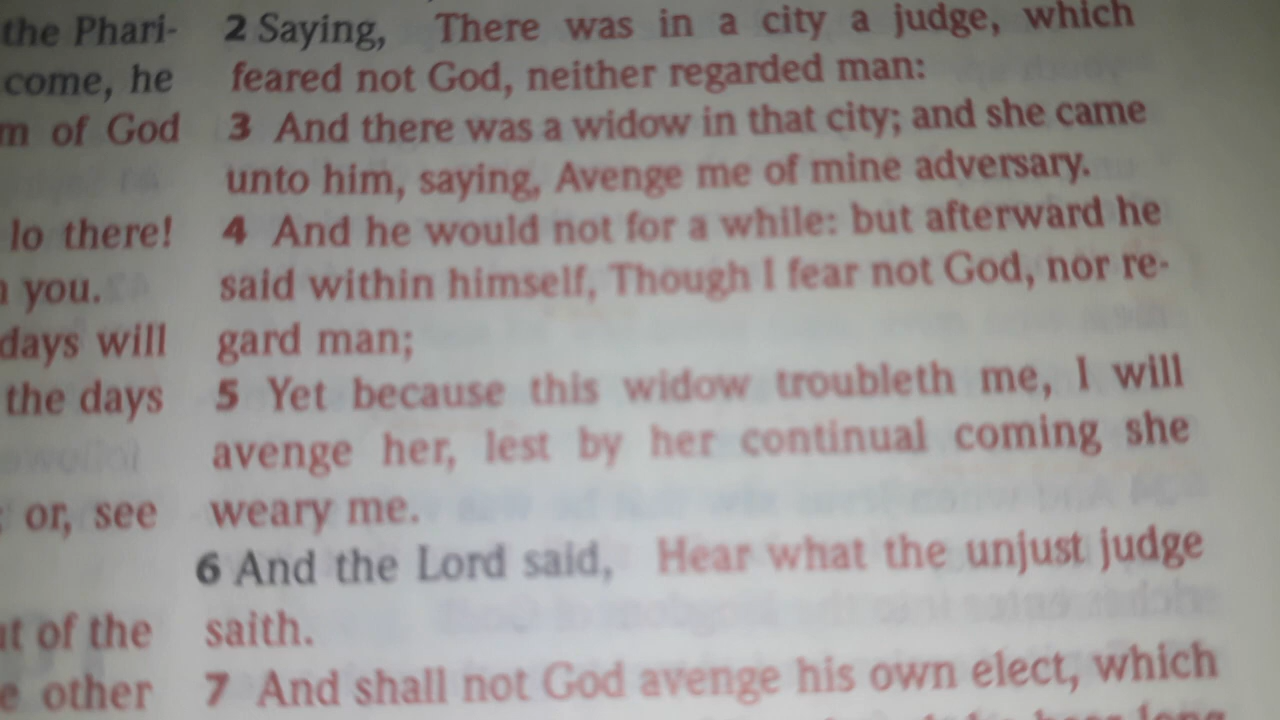 the Phari-
come, he
m of God
lo there!
you.
days will
the days
or, see
of the
other
2 Saying, There was in a city a judge, which
feared not God, neither regarded man:
3 And there was a widow in that city; and she came
unto him, saying, Avenge me of mine adversary.
4 And he would not for a while: but afterward he
said within himself, Though I fear not God, nor re-
gard man;
5 Yet because this widow troubleth me, I will
avenge her, lest by her continual coming she
weary me.
6 And the Lord said, Hear what the unjust judge
saith.
7 And shall not God avenge his own elect, which
long